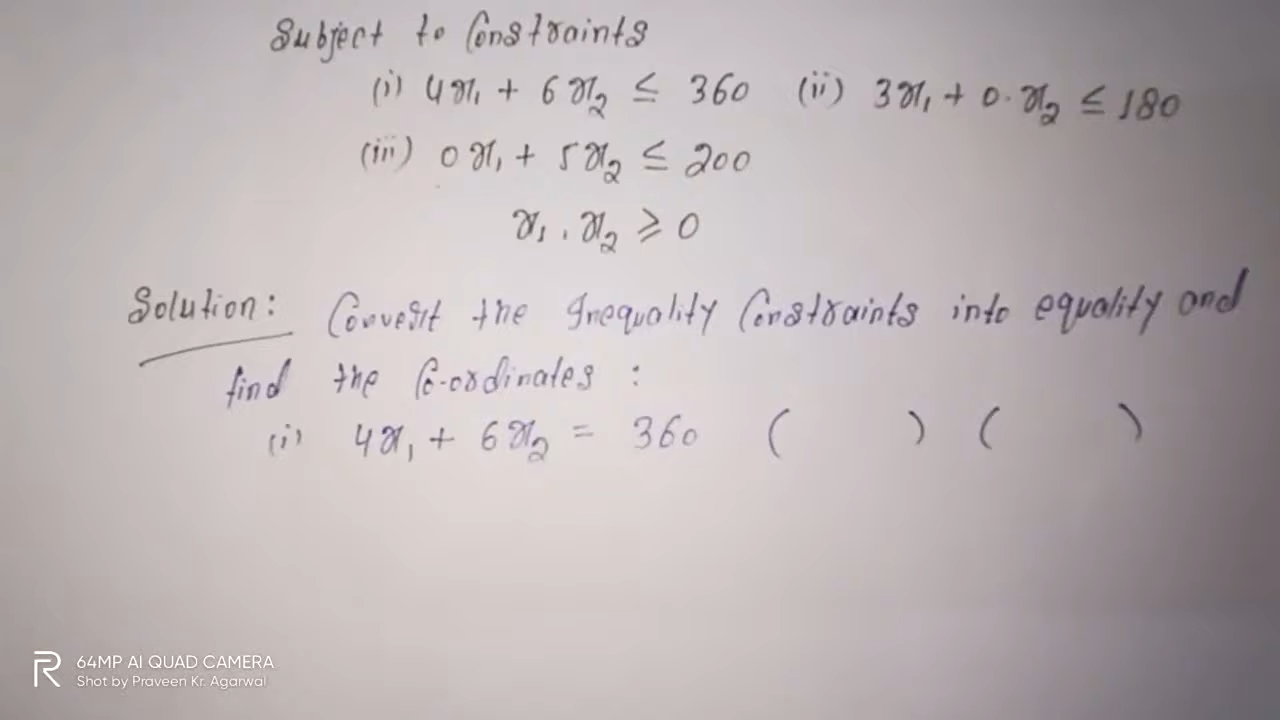 Subject to Constraints
(i) 4x₁ + 6x₂ ≤ 360 (ii) 3x₁ + 0·x₂ ≤ 180
(iii) 0x₁ + 5x₂ ≤ 200
x₁, x₂ ≥ 0
Solution: Convert the Inequality Constraints into equality and
find the Co-ordinates :
(i) 4x₁ + 6x₂ = 360 ( ) ( )
64MP AI QUAD CAMERA
Shot by Praveen Kr. Agarwal